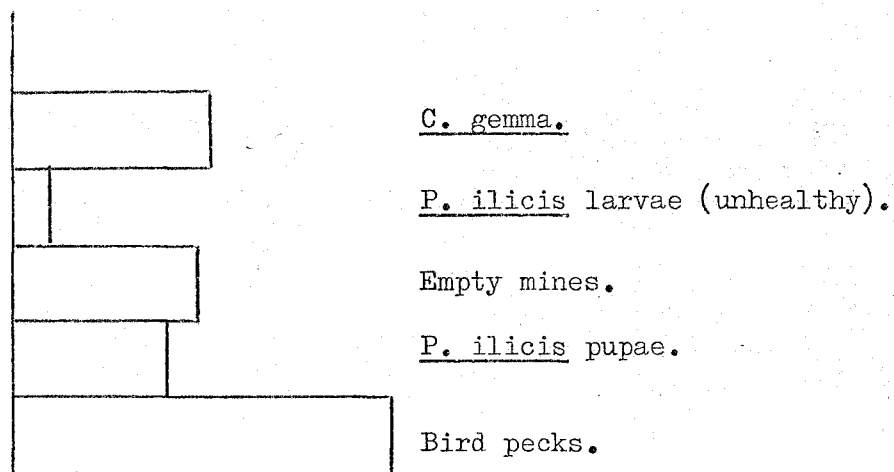 C. gemma.
P. ilicis larvae (unhealthy).
Empty mines.
P. ilicis pupae.
Bird pecks.